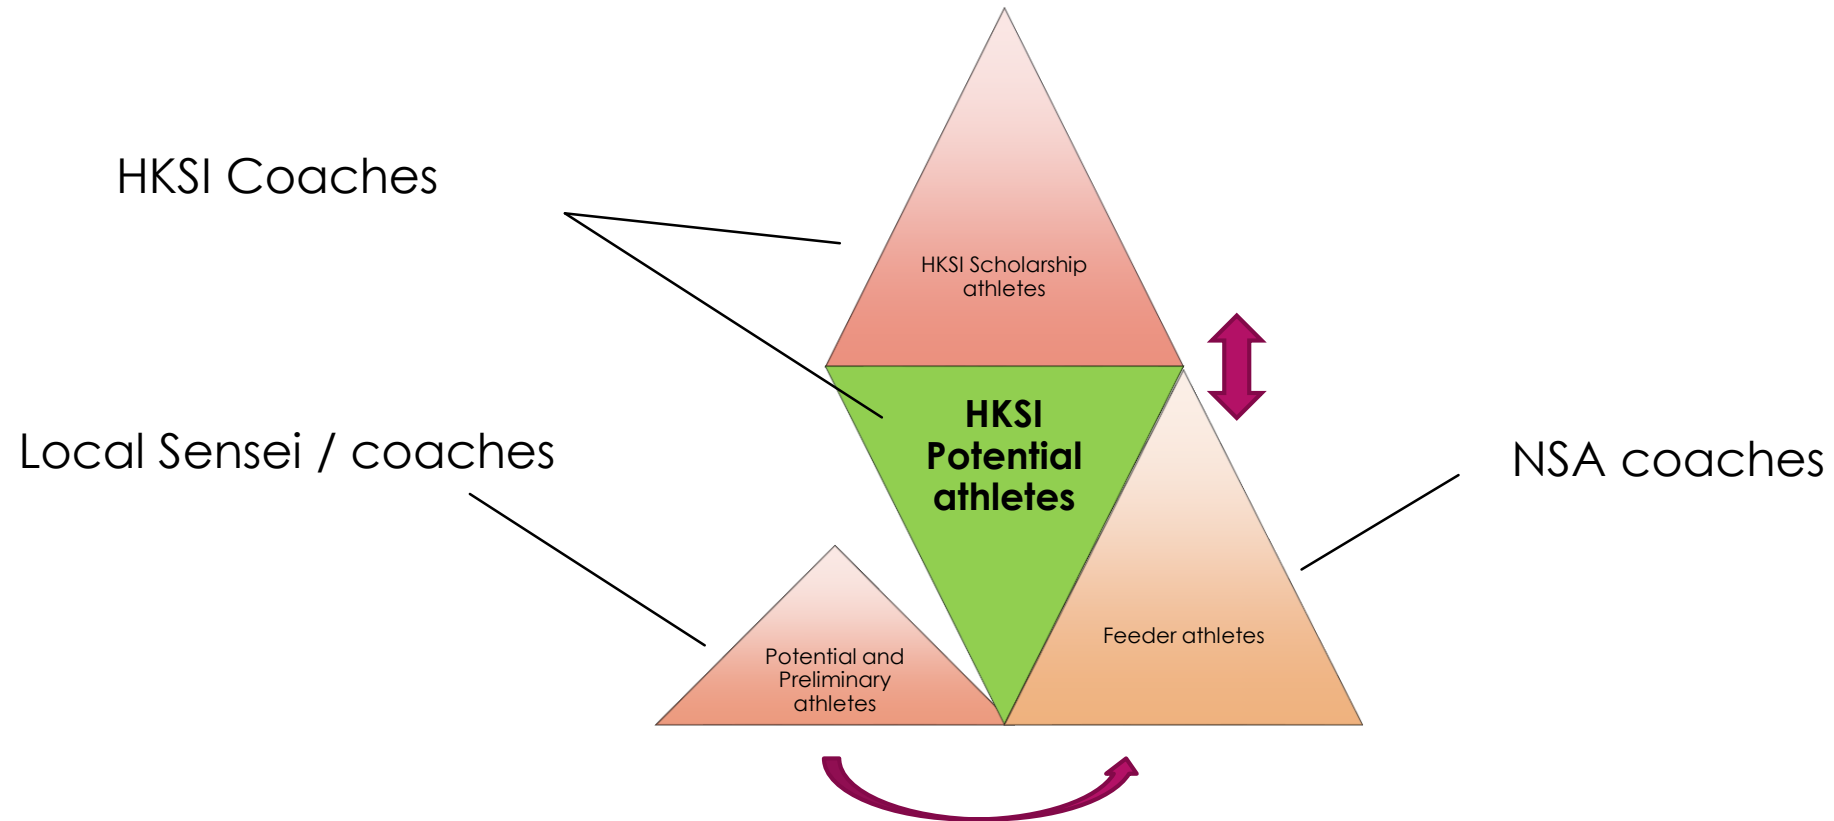 HKSI Coaches
HKSI Scholarship
athletes
HKSI
Potential
athletes
Local Sensei / coaches
NSA coaches
Feeder athletes
Potential and
Preliminary
athletes